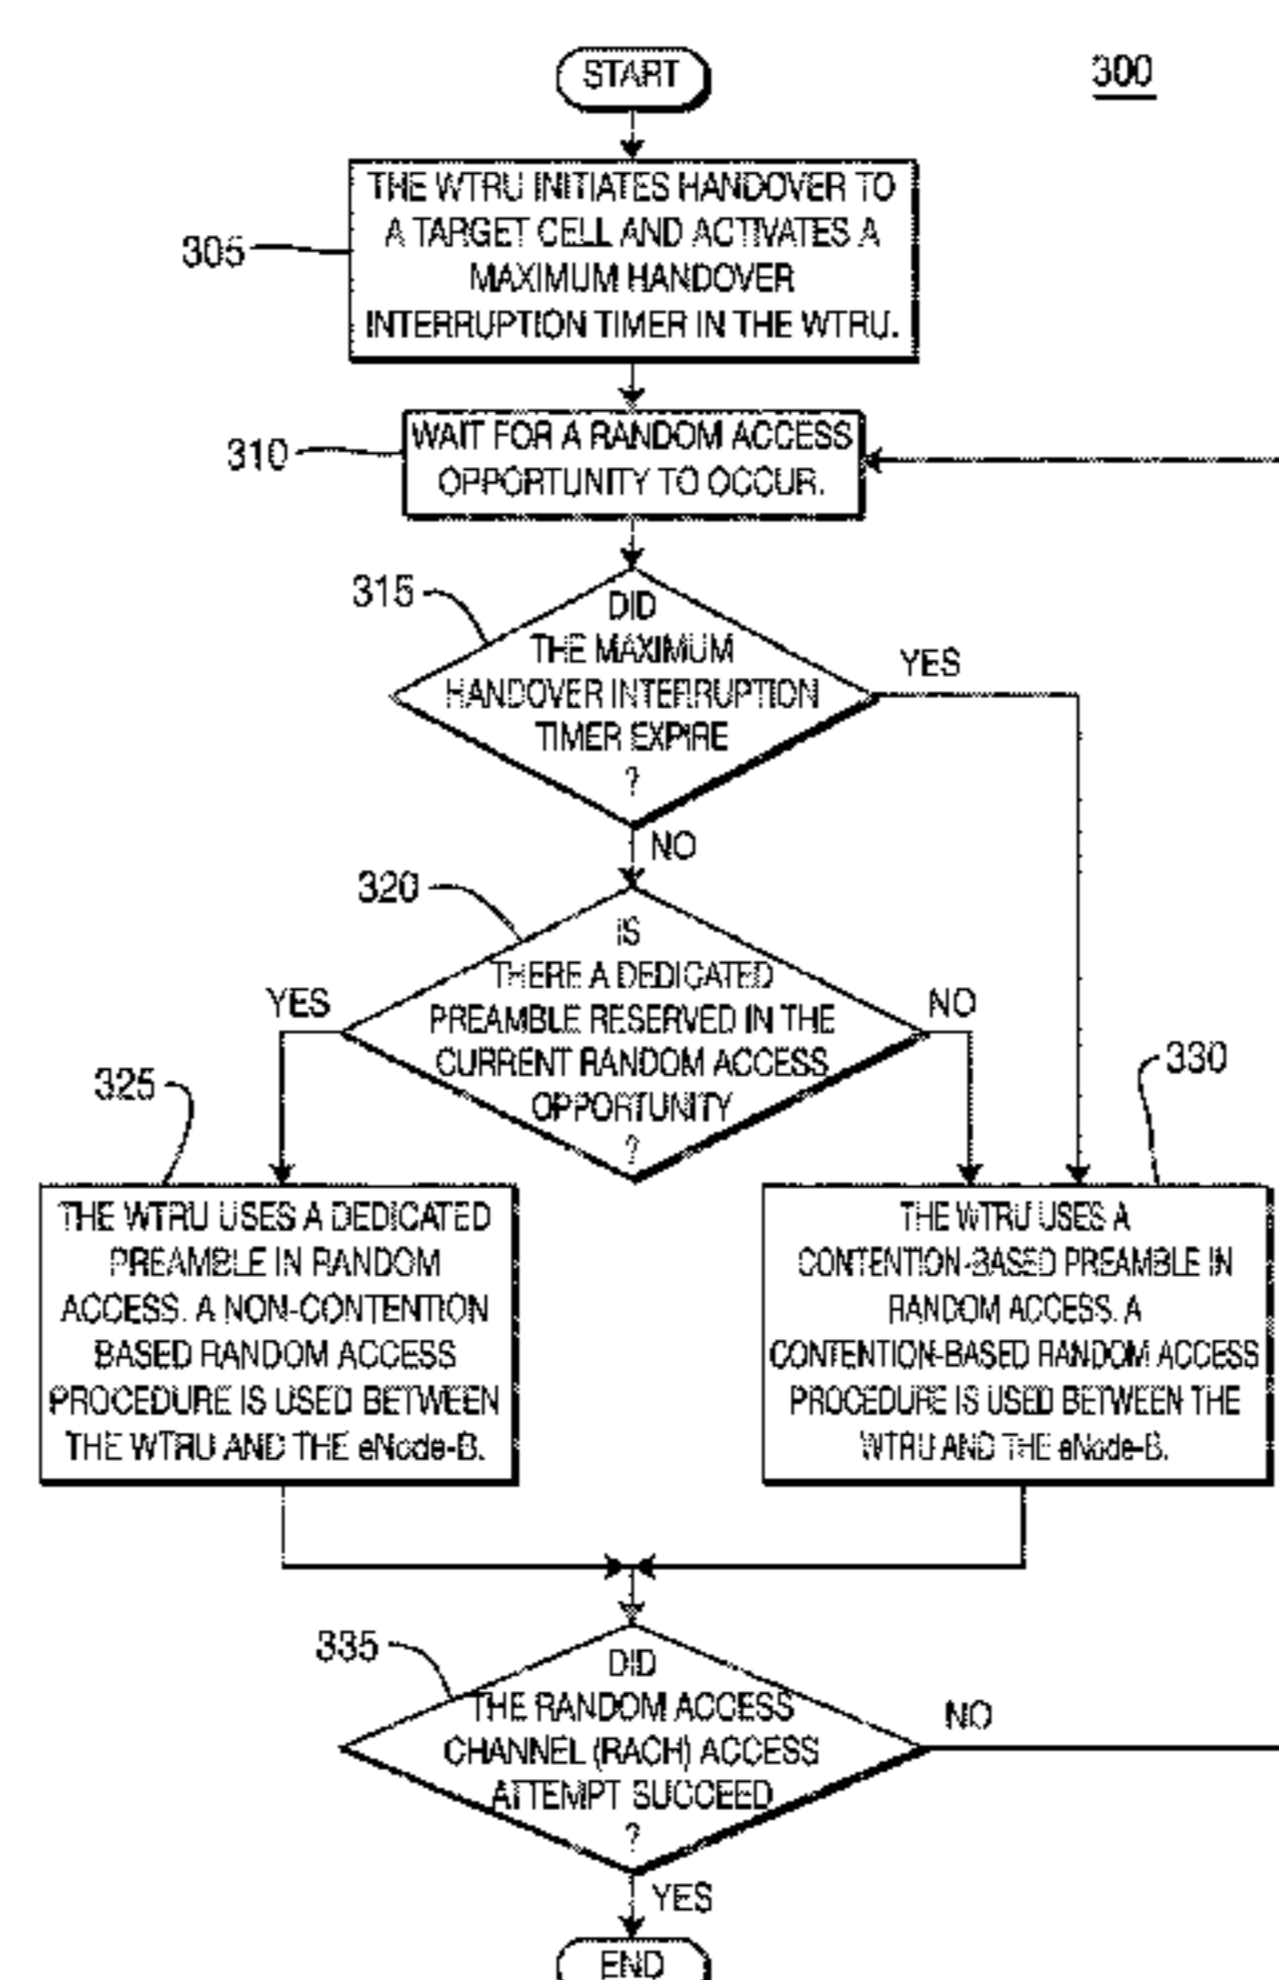 START
300
THE WTRU INITIATES HANDOVER TO
A TARGET CELL AND ACTIVATES A
MAXIMUM HANDOVER
INTERRUPTION TIMER IN THE WTRU.
305
WAIT FOR A RANDOM ACCESS
OPPORTUNITY TO OCCUR.
310
315
DID
THE MAXIMUM
HANDOVER INTERRUPTION
TIMER EXPIRE
?
YES
NO
320
IS
THERE A DEDICATED
PREAMBLE RESERVED IN THE
CURRENT RANDOM ACCESS
OPPORTUNITY
?
YES
NO
325
330
THE WTRU USES A DEDICATED
PREAMBLE IN RANDOM
ACCESS. A NON-CONTENTION
BASED RANDOM ACCESS
PROCEDURE IS USED BETWEEN
THE WTRU AND THE eNode-B.
THE WTRU USES A
CONTENTION-BASED PREAMBLE IN
RANDOM ACCESS. A
CONTENTION-BASED RANDOM ACCESS
PROCEDURE IS USED BETWEEN THE
WTRU AND THE eNode-B.
335
DID
THE RANDOM ACCESS
CHANNEL (RACH) ACCESS
ATTEMPT SUCCEED
?
NO
YES
END